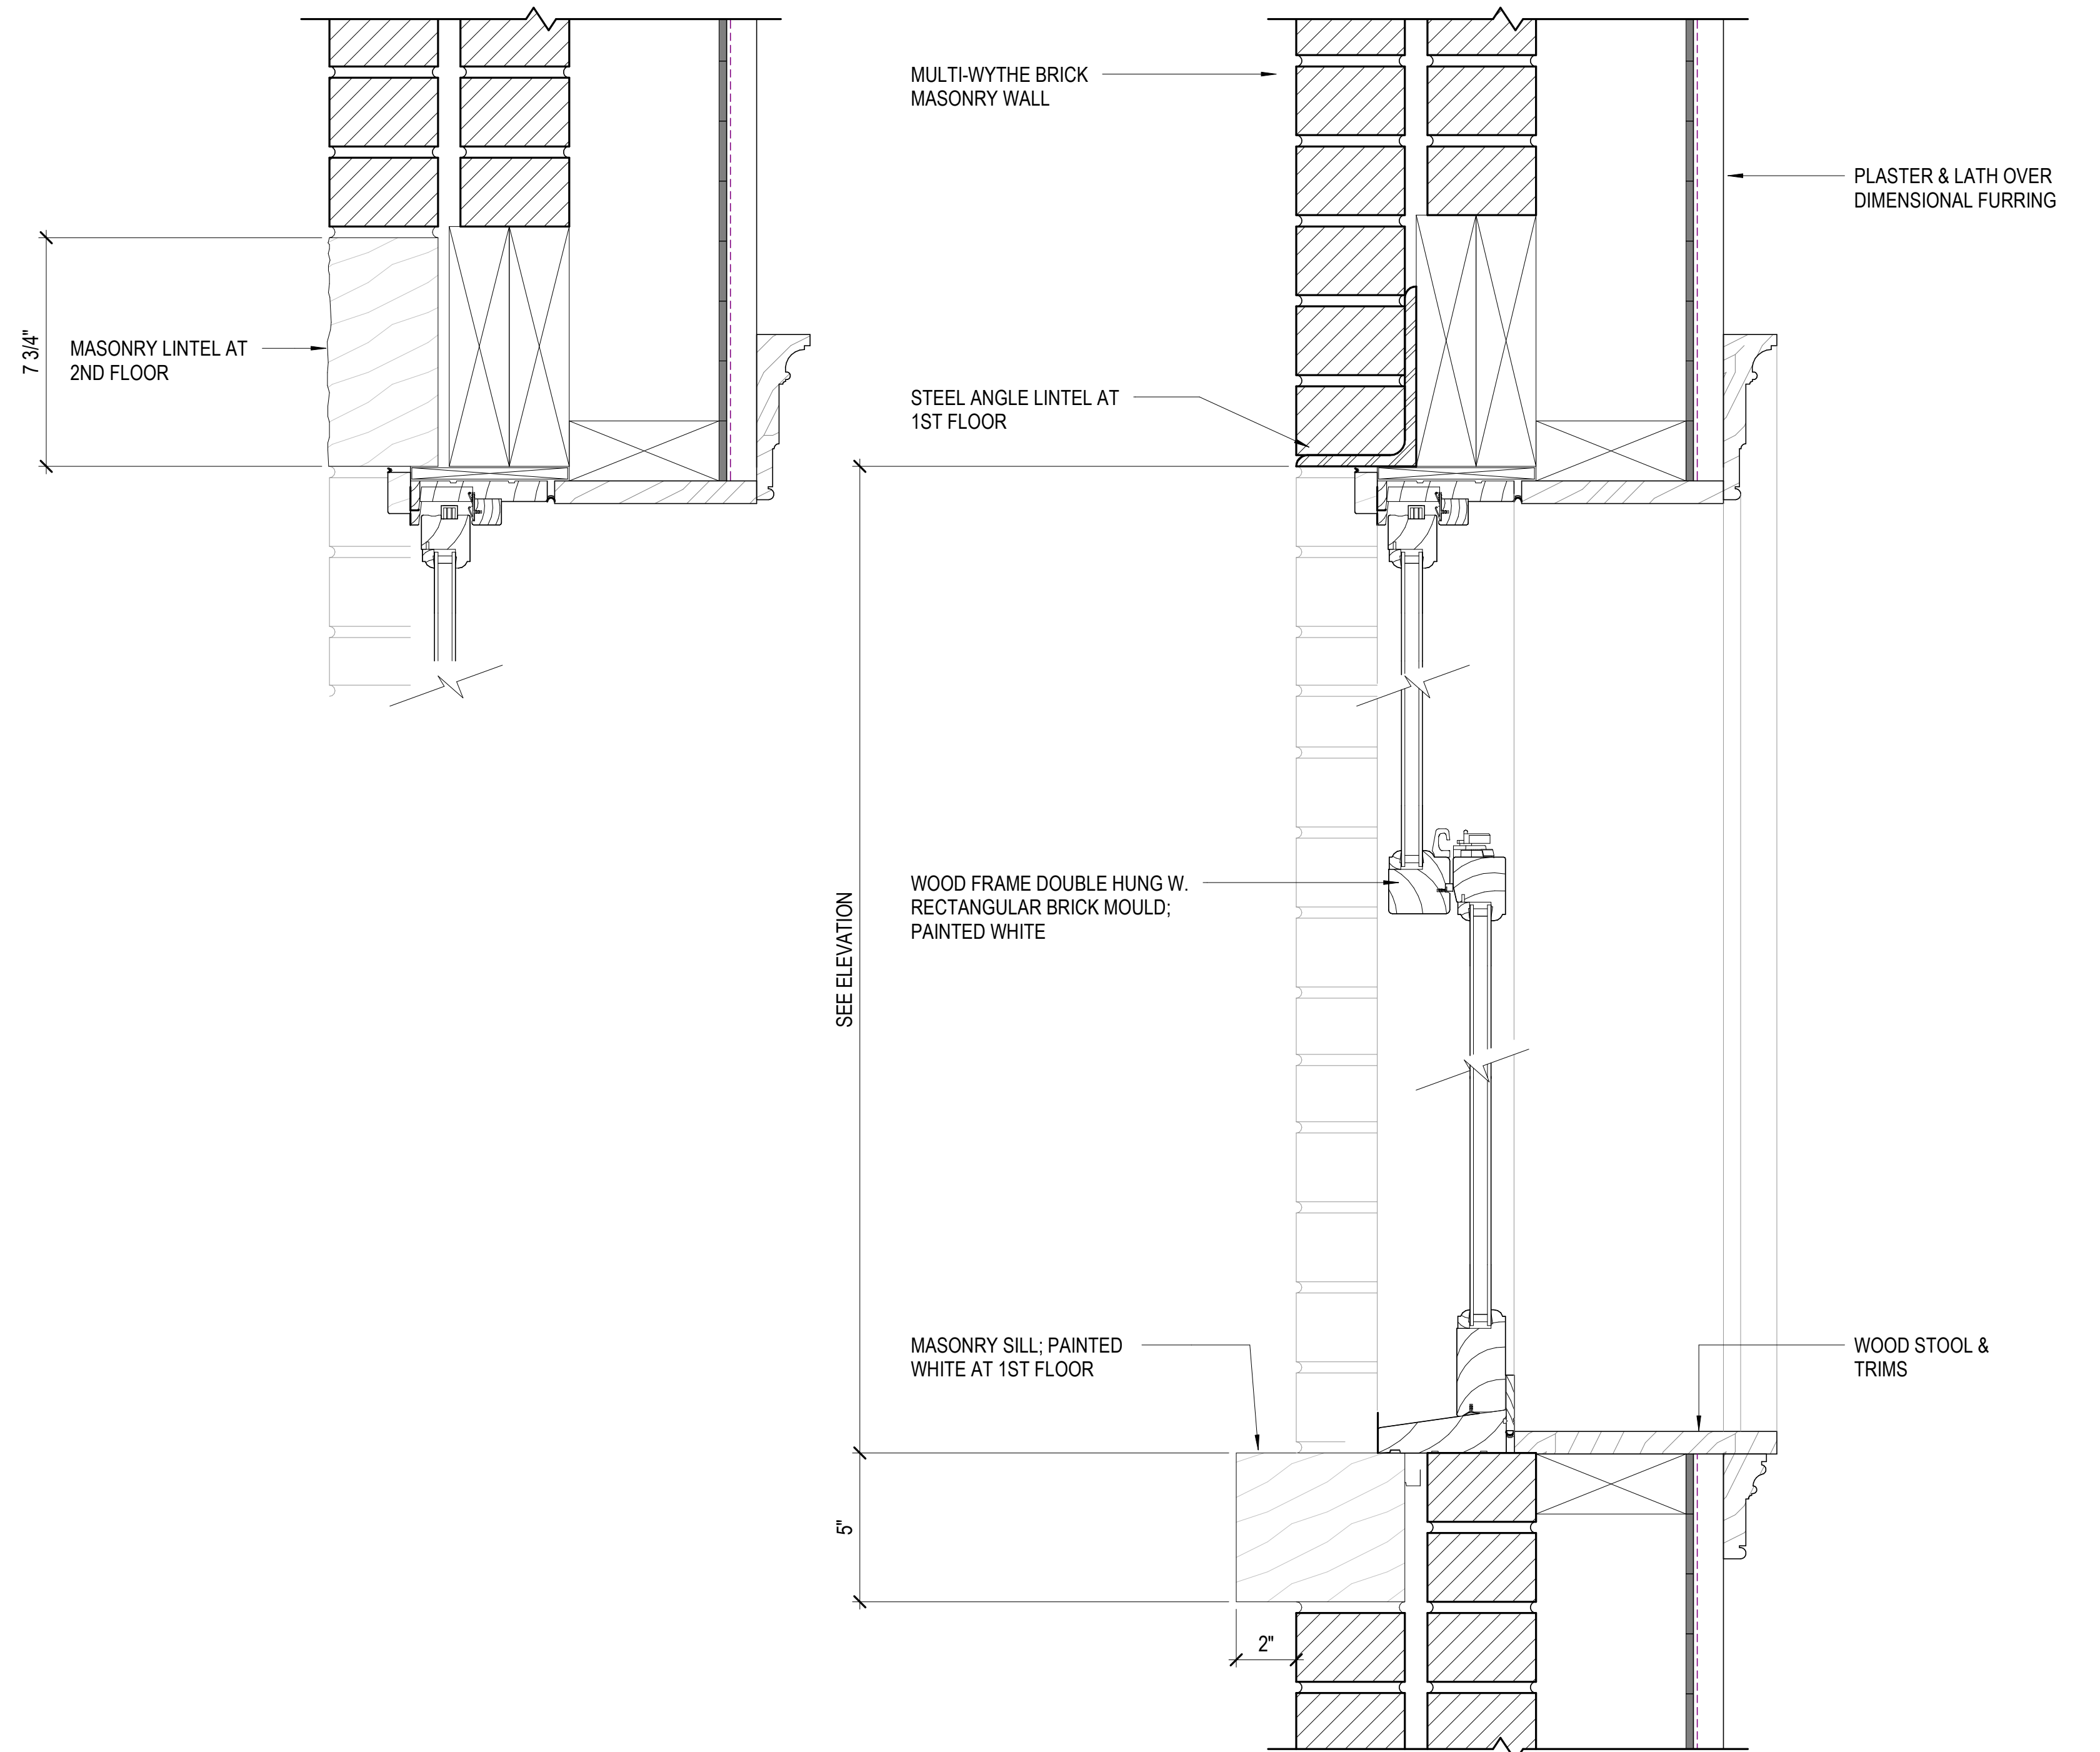 MULTI-WYTHE BRICK
MASONRY WALL
PLASTER & LATH OVER
DIMENSIONAL FURRING
7 3/4"
MASONRY LINTEL AT
2ND FLOOR
STEEL ANGLE LINTEL AT
1ST FLOOR
SEE ELEVATION
WOOD FRAME DOUBLE HUNG W.
RECTANGULAR BRICK MOULD;
PAINTED WHITE
MASONRY SILL; PAINTED
WHITE AT 1ST FLOOR
WOOD STOOL &
TRIMS
5"
2"